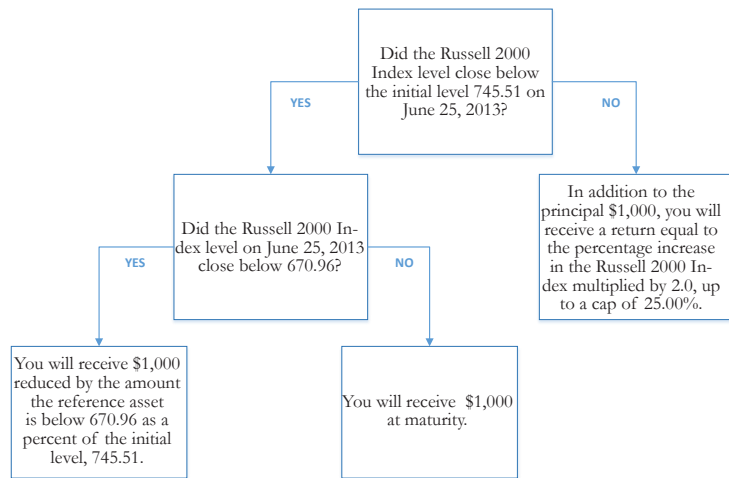 Did the Russell 2000
Index level close below
the initial level 745.51 on
June 25, 2013?
YES
NO
Did the Russell 2000 In-
dex level on June 25, 2013
close below 670.96?
In addition to the
principal $1,000, you will
receive a return equal to
the percentage increase
in the Russell 2000 In-
dex multiplied by 2.0, up
to a cap of 25.00%.
YES
NO
You will receive $1,000
reduced by the amount
the reference asset
is below 670.96 as a
percent of the initial
level, 745.51.
You will receive $1,000
at maturity.